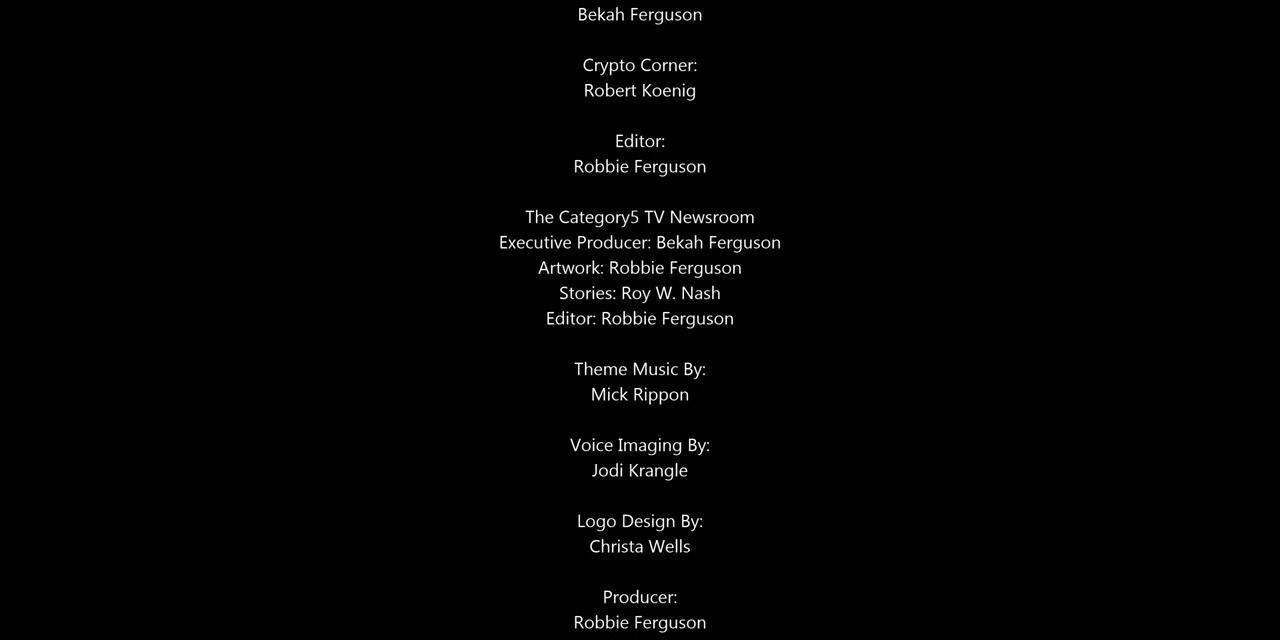 Bekah Ferguson
Crypto Corner:
Robert Koenig
Editor:
Robbie Ferguson
The Category5 TV Newsroom
Executive Producer: Bekah Ferguson
Artwork: Robbie Ferguson
Stories: Roy W. Nash
Editor: Robbie Ferguson
Theme Music By:
Mick Rippon
Voice Imaging By:
Jodi Krangle
Logo Design By:
Christa Wells
Producer:
Robbie Ferguson